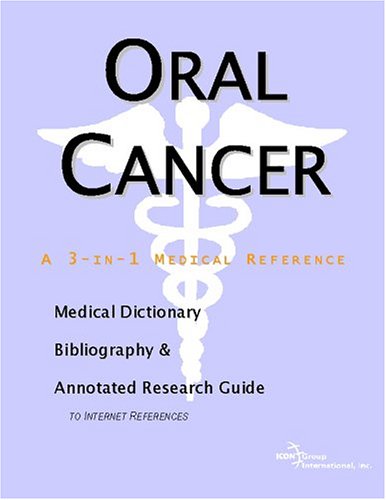 ORAL
CANCER
A 3-IN-1 MEDICAL REFERENCE
Medical Dictionary
Bibliography &
Annotated Research Guide
TO INTERNET REFERENCES
ICON Group
International, Inc.